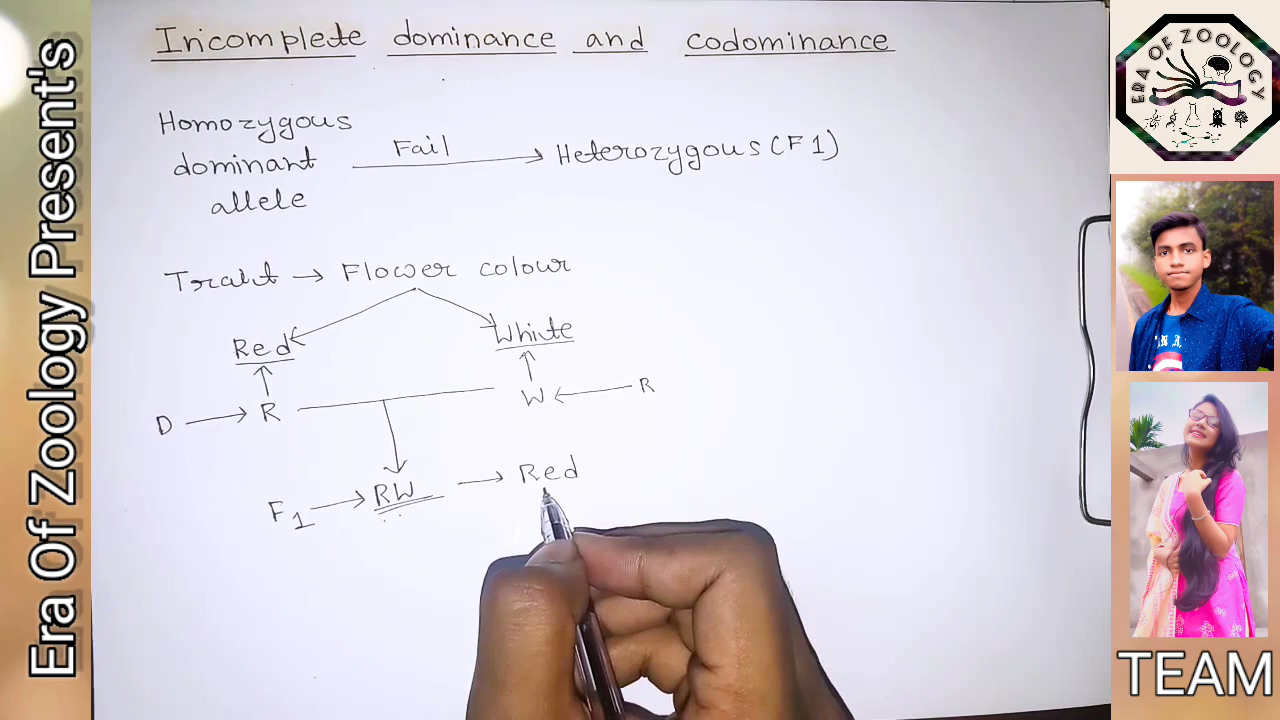 Era Of Zoology Present's
Incomplete dominance and codominance
Homozygous
dominant
allele
Fail
Heterozygous (F1)
Trait → Flower colour
Red
White
D → R
W ← R
F1 → RW → Red
ERA OF ZOOLOGY
TEAM